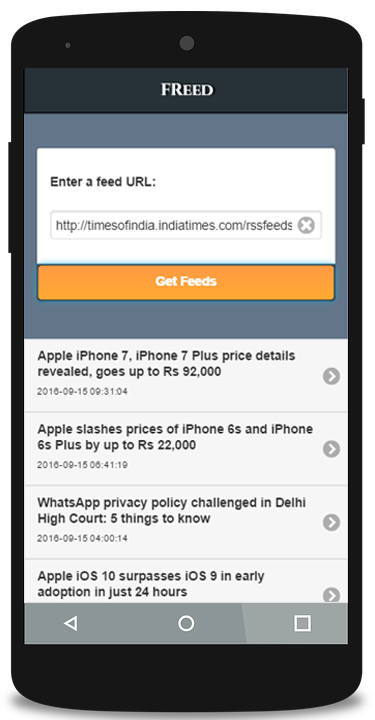 FREED
Enter a feed URL:
http://timesofindia.indiatimes.com/rssfeeds
Get Feeds
Apple iPhone 7, iPhone 7 Plus price details
revealed, goes up to Rs 92,000
2016-09-15 09:31:04
Apple slashes prices of iPhone 6s and iPhone
6s Plus by up to Rs 22,000
2016-09-15 06:41:19
WhatsApp privacy policy challenged in Delhi
High Court: 5 things to know
2016-09-15 04:00:14
Apple iOS 10 surpasses iOS 9 in early
adoption in just 24 hours